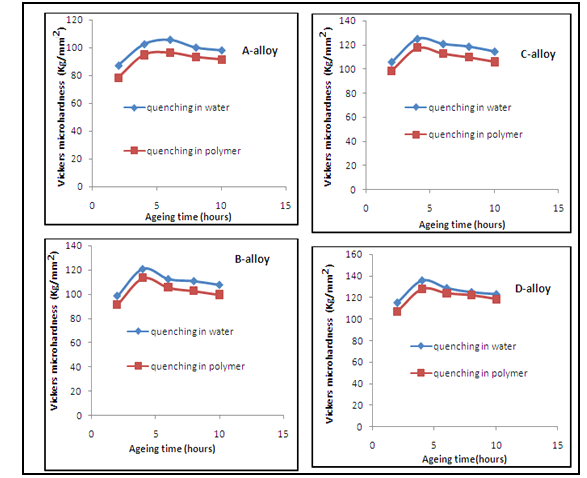 A-alloy
Vickers microhardness (Kg/mm2)
120
100
80
60
40
20
0
quenching in water
quenching in polymer
0 5 10 15
Ageing time (hours)
C-alloy
Vickers microhardness (Kg/mm2)
140
120
100
80
60
40
20
0
quenching in water
quenching in polymer
0 5 10 15
Ageing time (hours)
B-alloy
Vickers microhardness (Kg/mm2)
140
120
100
80
60
40
20
0
quenching in water
quenching in polymer
0 5 10 15
D-alloy
Vickers microhardness (Kg/mm2)
160
140
120
100
80
60
40
20
0
quenching in water
quenching in polymer
0 5 10 15
Ageing time(hours)